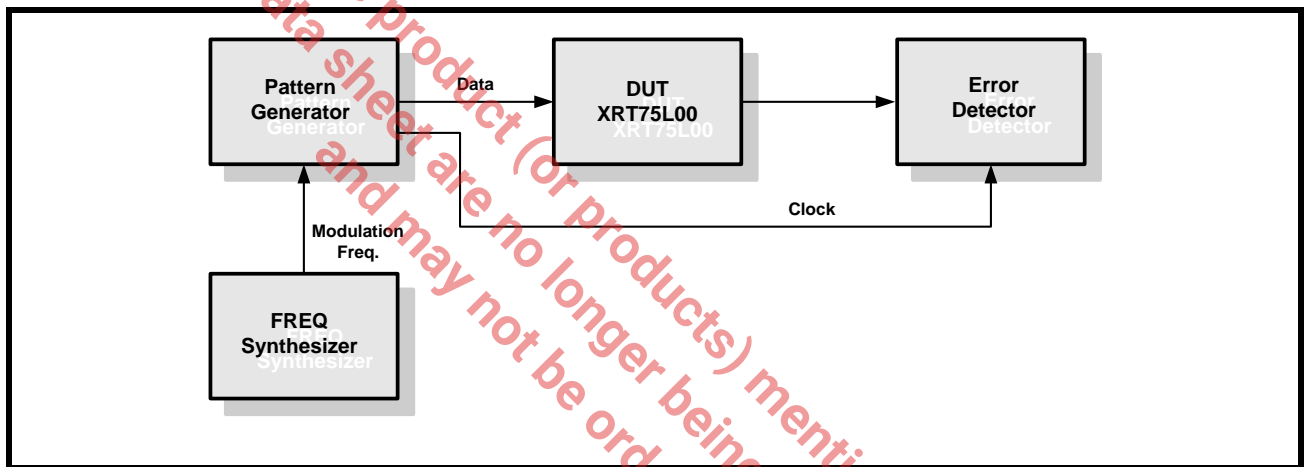 Pattern
Generator
Data
DUT
XRT75L00
Error
Detector
Clock
Modulation
Freq.
FREQ
Synthesizer
product (or products) menti
ata sheet are no longer being
and may not be ord